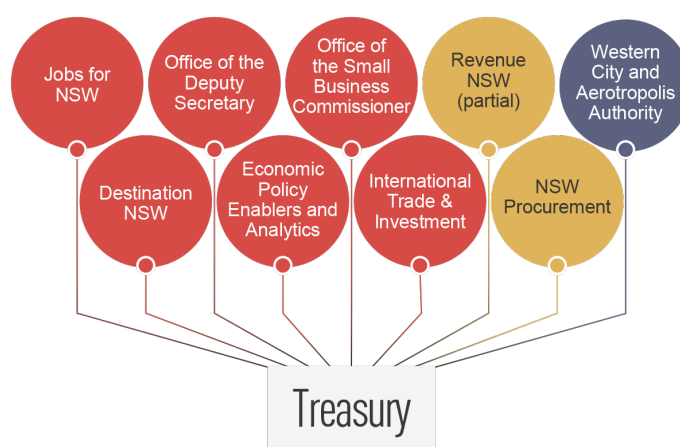 Jobs for
NSW
Office of the
Deputy
Secretary
Office of
the Small
Business
Commissioner
Revenue
NSW
(partial)
Western
City and
Aerotropolis
Authority
Destination
NSW
Economic
Policy
Enablers and
Analytics
International
Trade &
Investment
NSW
Procurement
Treasury